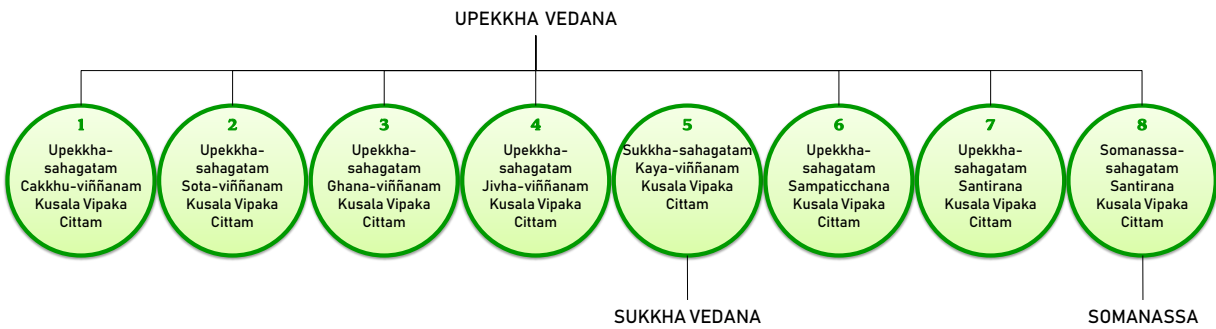 UPEKKHA VEDANA
1
Upekkha-
sahagatam
Cakkhu-viññanam
Kusala Vipaka
Cittam
2
Upekkha-
sahagatam
Sota-viññanam
Kusala Vipaka
Cittam
3
Upekkha-
sahagatam
Ghana-viññanam
Kusala Vipaka
Cittam
4
Upekkha-
sahagatam
Jivha-viññanam
Kusala Vipaka
Cittam
5
Sukkha-sahagatam
Kaya-viññanam
Kusala Vipaka
Cittam
6
Upekkha-
sahagatam
Sampaticchana
Kusala Vipaka
Cittam
7
Upekkha-
sahagatam
Santirana
Kusala Vipaka
Cittam
8
Somanassa-
sahagatam
Santirana
Kusala Vipaka
Cittam
SUKKHA VEDANA
SOMANASSA